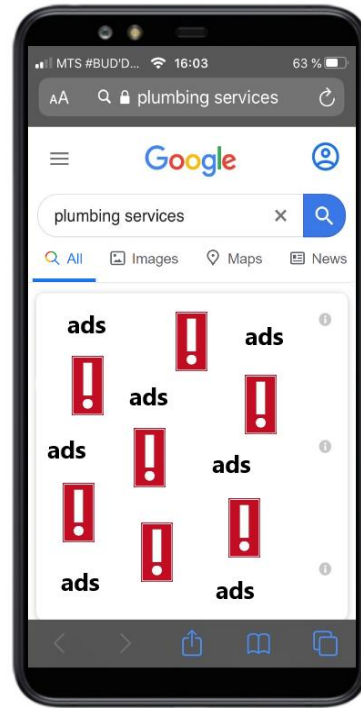 MTS #BUD'D... 16:03 63 %
AA plumbing services
Google
plumbing services
All Images Maps News
ads
ads
ads
ads
ads
ads
ads